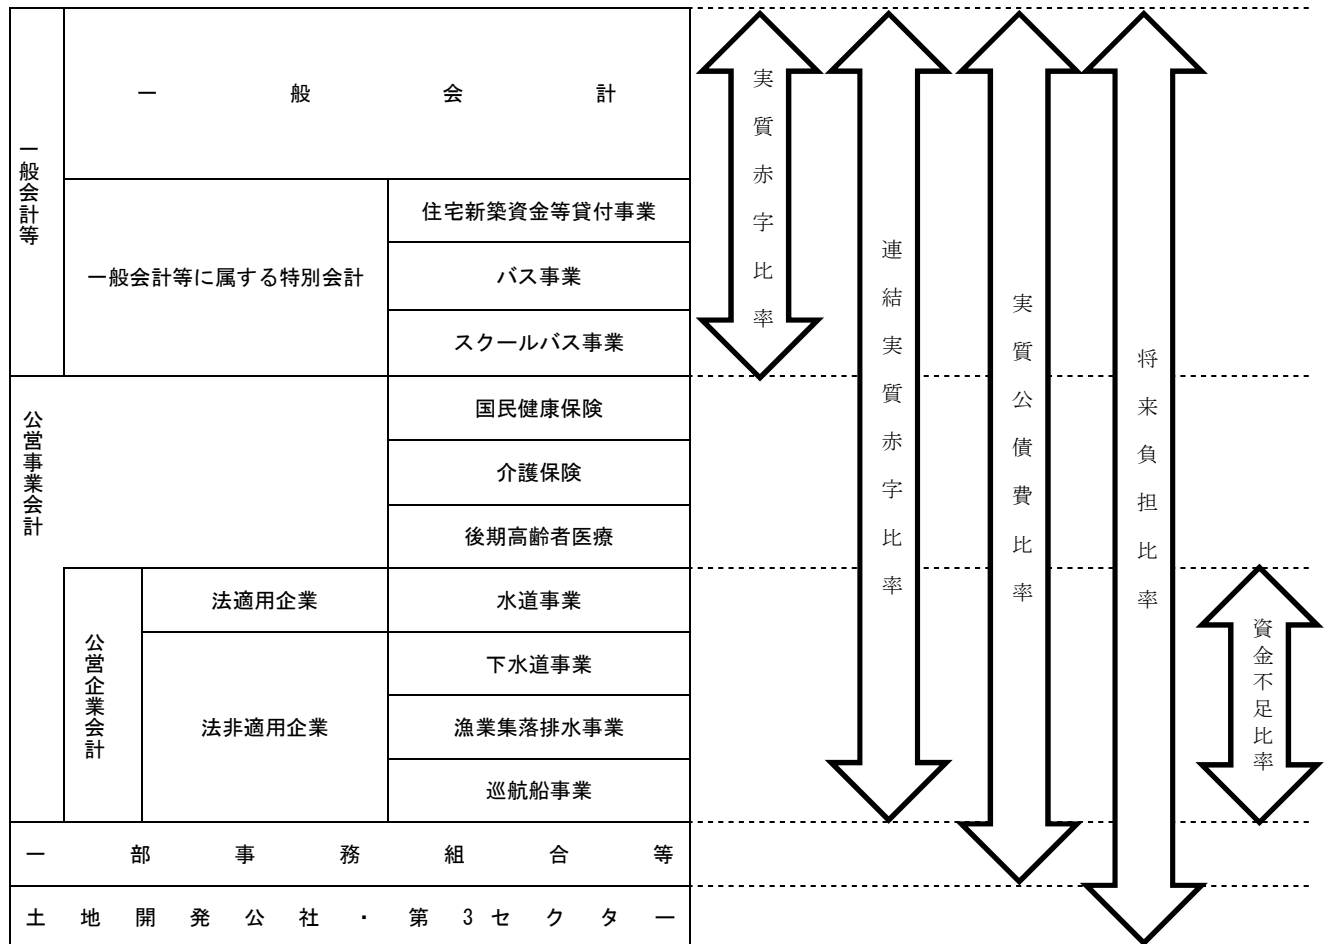 一般会計等
一般会計
一般会計等に属する特別会計
住宅新築資金等貸付事業
バス事業
スクールバス事業
公営事業会計
国民健康保険
介護保険
後期高齢者医療
公営企業会計
法適用企業
水道事業
法非適用企業
下水道事業
漁業集落排水事業
巡航船事業
一部事務組合等
土地開発公社・第3セクター
実質赤字比率
連結実質赤字比率
実質公債費比率
将来負担比率
資金不足比率